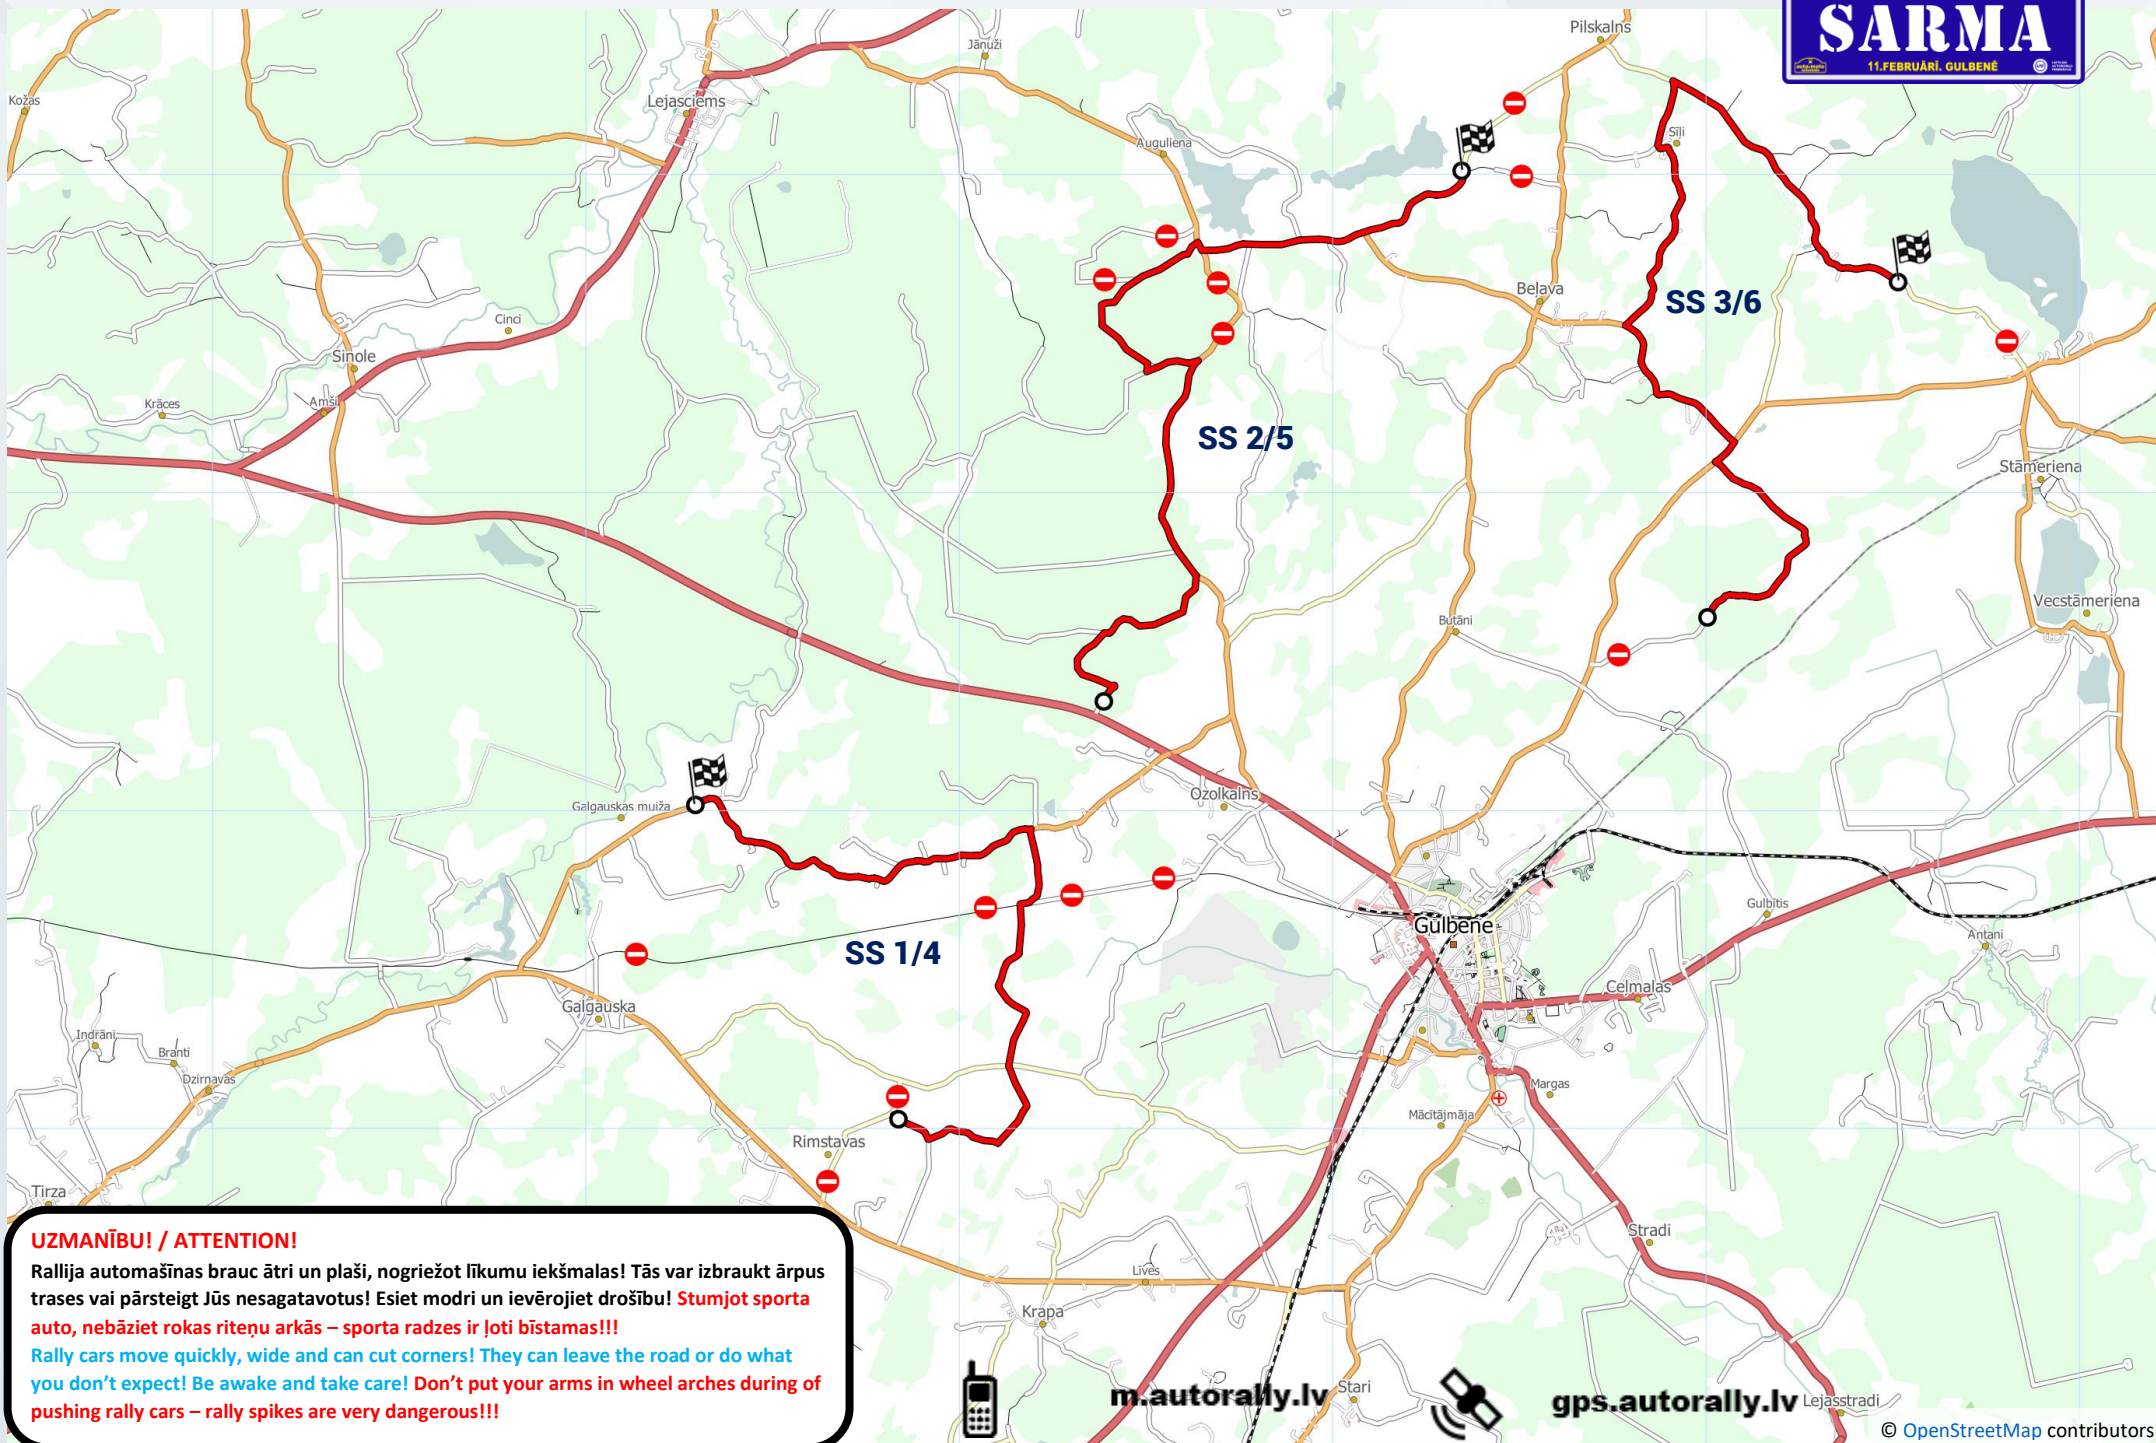 SARMA
11.FEBRUĀRĪ. GULBENĒ
Pilskalns
Jānuži
Kožas
Lejasciems
Auguliena
Sīļi
Beļava
SS 3/6
Cinci
Sinole
Amši
Krāces
SS 2/5
Stāmeriena
Vecstāmeriena
Butāni
Ozolkalns
Galgauskas muiža
Gulbītis
Gulbene
Antani
SS 1/4
Celmalas
Galgauska
Indrāni
Branti
Dzirnavas
Margas
Mācītājmāja
Rimstavas
Tirza
Stradi
Līves
Krapa
Stari
Lejasstradi
UZMANĪBU! / ATTENTION!
Rallija automašīnas brauc ātri un plaši, nogriežot līkumu iekšmalas! Tās var izbraukt ārpus
trases vai pārsteigt Jūs nesagatavotus! Esiet modri un ievērojiet drošību! Stumjot sporta
auto, nebāziet rokas riteņu arkās – sporta radzes ir ļoti bīstamas!!!
Rally cars move quickly, wide and can cut corners! They can leave the road or do what
you don't expect! Be awake and take care! Don't put your arms in wheel arches during of
pushing rally cars – rally spikes are very dangerous!!!
m.autorally.lv
gps.autorally.lv
© OpenStreetMap contributors